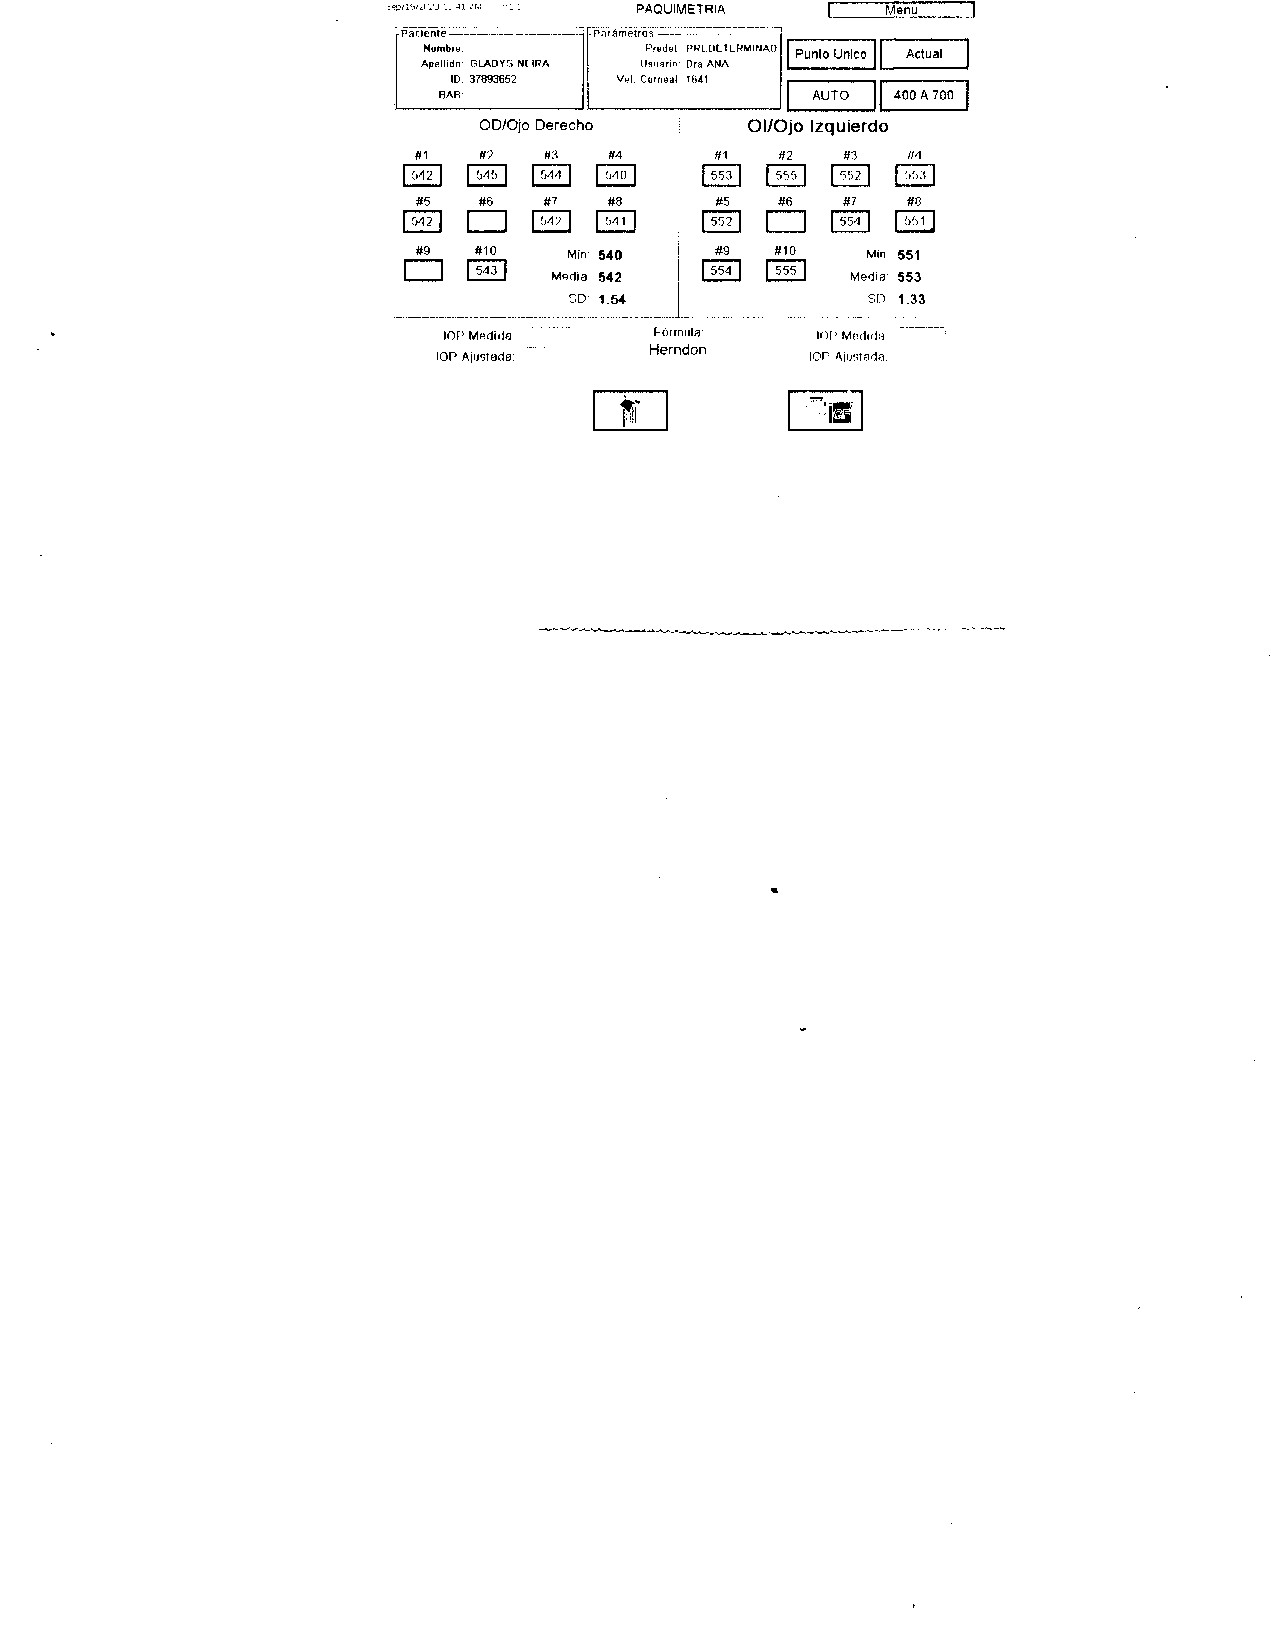 PAQUIMETRIA
Menu
Paciente
Nombre:
Apellido: GLADYS NEIRA
ID: 37893652
BAR:
Parámetros
Predet: PREDETERMINAD
Usuario: Dra ANA
Vel. Corneal: 1641
Punto Unico
Actual
AUTO
400 A 700
OD/Ojo Derecho
#1 #2 #3 #4
542 545 544 540
#5 #6 #7 #8
542 542 541
#9 #10
543
Min: 540
Media: 542
SD: 1.54
OI/Ojo Izquierdo
#1 #2 #3 #4
553 555 552 553
#5 #6 #7 #8
552 554 551
#9 #10
554 555
Min: 551
Media: 553
SD: 1.33
IOP Medida:
IOP Ajustada:
Fórmula:
Herndon
IOP Medida:
IOP Ajustada: